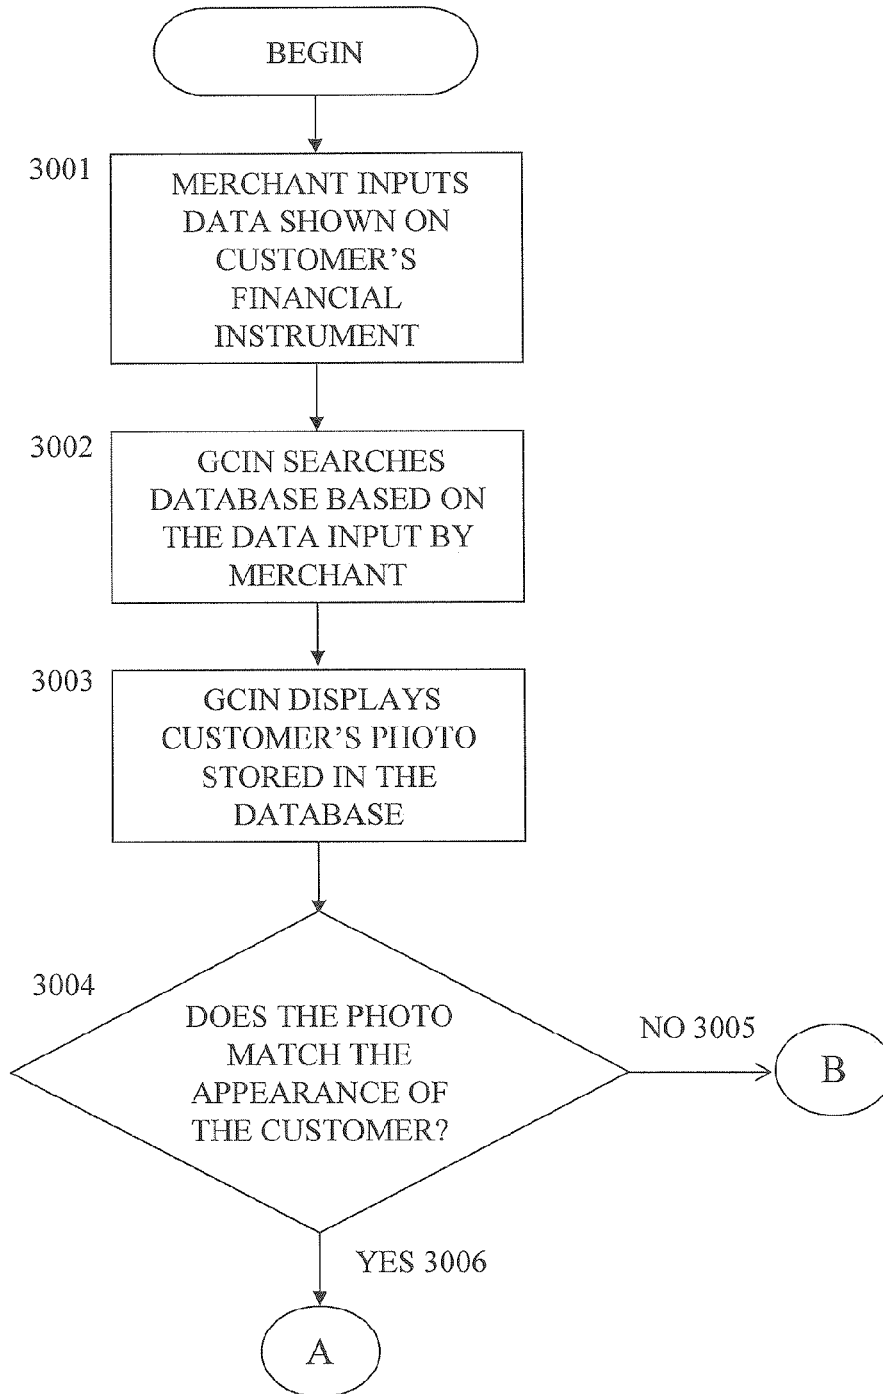 BEGIN
3001
MERCHANT INPUTS
DATA SHOWN ON
CUSTOMER'S
FINANCIAL
INSTRUMENT
3002
GCIN SEARCHES
DATABASE BASED ON
THE DATA INPUT BY
MERCHANT
3003
GCIN DISPLAYS
CUSTOMER'S PHOTO
STORED IN THE
DATABASE
3004
DOES THE PHOTO
MATCH THE
APPEARANCE OF
THE CUSTOMER?
NO 3005
B
YES 3006
A